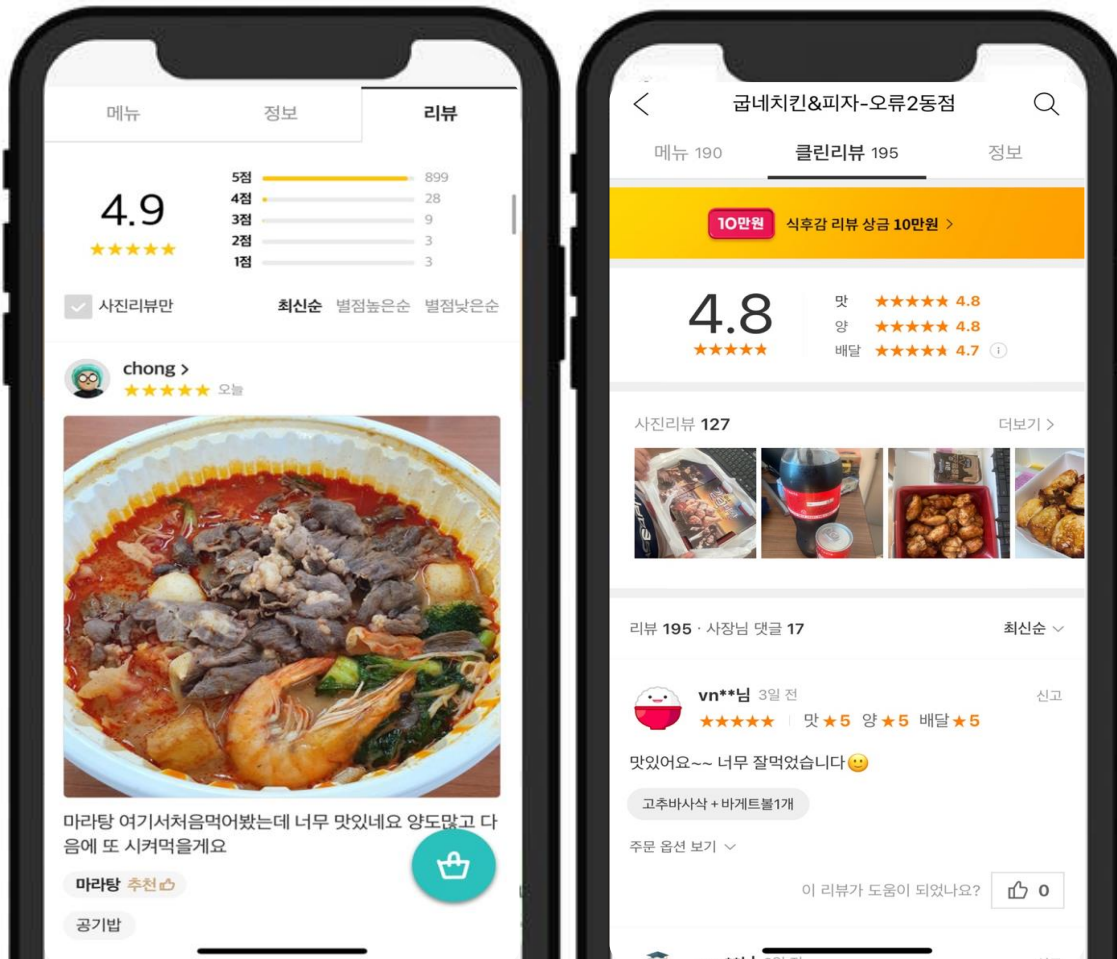 메뉴
정보
리뷰
4.9
5점 899
4점 28
3점 9
2점 3
1점 3
사진리뷰만
최신순 별점높은순 별점낮은순
chong >
오늘
마라탕 여기서처음먹어봤는데 너무 맛있네요 양도많고 다
음에 또 시켜먹을게요
마라탕 추천
공기밥
굽네치킨&피자-오류2동점
메뉴 190
클린리뷰 195
정보
10만원 식후감 리뷰 상금 10만원 >
4.8
맛 ★★★★★ 4.8
양 ★★★★★ 4.8
배달 ★★★★★ 4.7
사진리뷰 127
더보기 >
리뷰 195 · 사장님 댓글 17
최신순
vn**님 3일 전
신고
★★★★★ | 맛★5 양★5 배달★5
맛있어요~~ 너무 잘먹었습니다🙂
고추바사삭 + 바게트볼1개
주문 옵션 보기
이 리뷰가 도움이 되었나요?
0